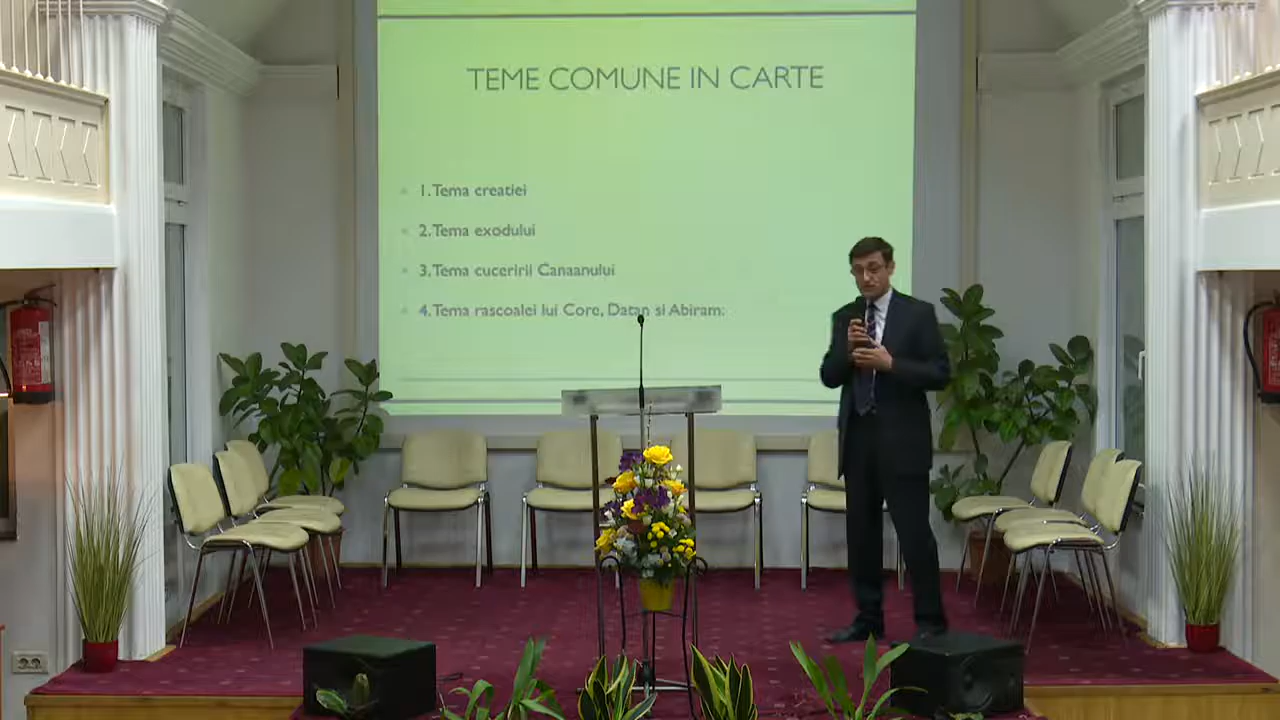 TEME COMUNE IN CARTE
1. Tema creatiei
2. Tema exodului
3. Tema cuceririi Canaanului
4. Tema rascoalei lui Core, Datan si Abiram: